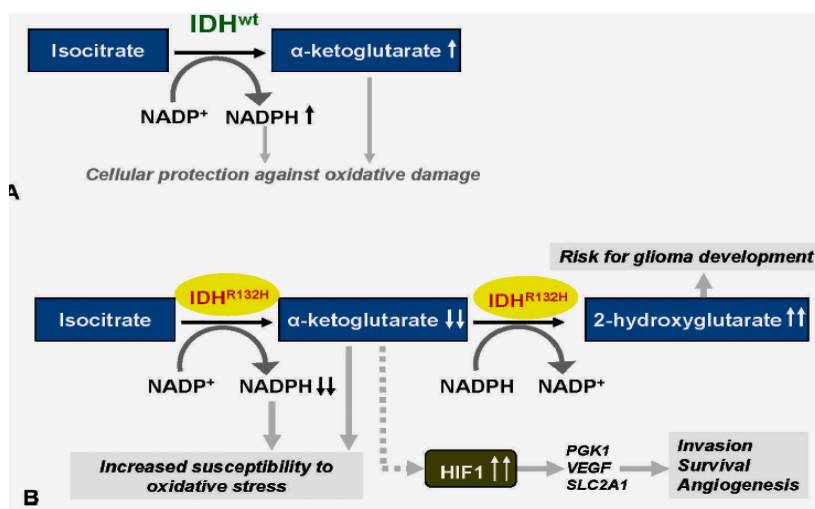 IDHwt
Isocitrate
α-ketoglutarate ↑
NADP+
NADPH ↑
Cellular protection against oxidative damage
A
Risk for glioma development
IDHR132H
IDHR132H
Isocitrate
α-ketoglutarate ↓↓
2-hydroxyglutarate ↑↑
NADP+
NADPH ↓↓
NADPH
NADP+
Increased susceptibility to
oxidative stress
HIF1 ↑↑
PGK1
VEGF
SLC2A1
Invasion
Survival
Angiogenesis
B